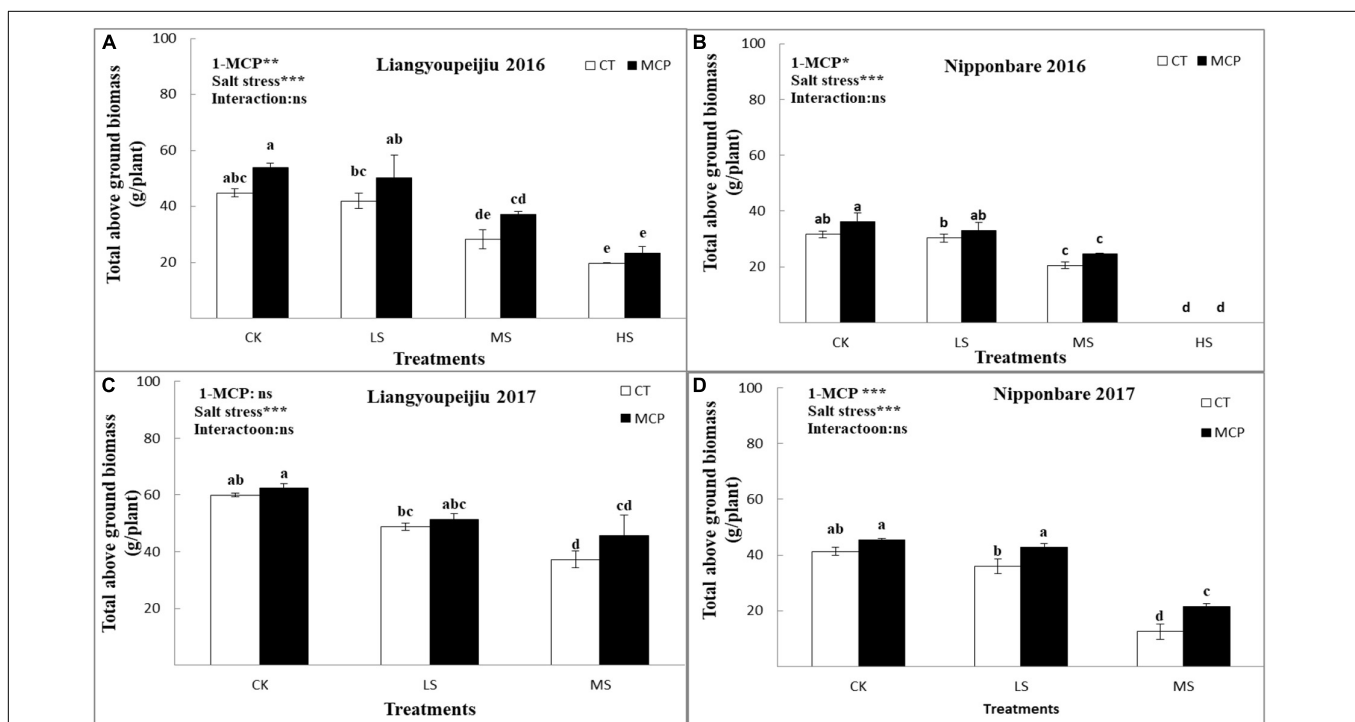 A
Liangyoupeijiu 2016
1-MCP**
Salt stress***
Interaction:ns
CT
MCP
Total above ground biomass
(g/plant)
100
80
60
40
20
abc
a
bc
ab
de
cd
e
e
CK
LS
MS
HS
Treatments
B
Nipponbare 2016
1-MCP*
Salt stress***
Interaction:ns
CT
MCP
Total above ground biomass
(g/plant)
100
80
60
40
20
ab
a
b
ab
c
c
d
d
CK
LS
MS
HS
Treatments
C
Liangyoupeijiu 2017
1-MCP: ns
Salt stress***
Interactoon:ns
CT
MCP
Total above ground biomass
(g/plant)
100
80
60
40
20
ab
a
bc
abc
d
cd
CK
LS
MS
Treatments
D
Nipponbare 2017
1-MCP ***
Salt stress***
Interactoon:ns
CT
MCP
Total above ground biomass
(g/plant)
100
80
60
40
20
ab
a
b
a
d
c
CK
LS
MS
Treatments